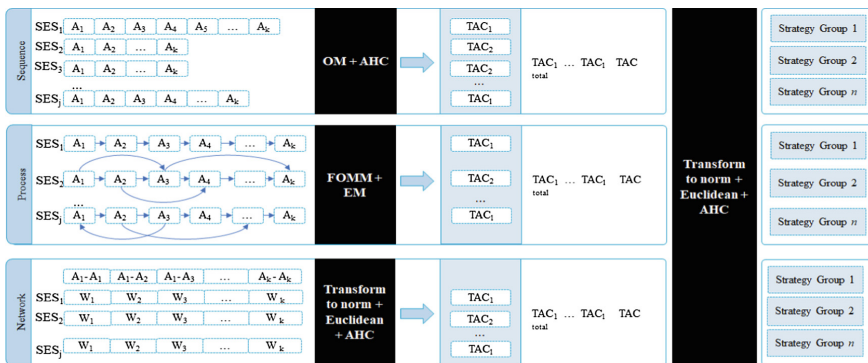 Sequence
SES1 A1 A2 A3 A4 A5 … Ak
SES2 A1 A2 … Ak
SES3 A1 A2 … Ak
...
SESj A1 A2 A3 A4 … Ak
OM + AHC
TAC1
TAC2
TAC2
...
TAC1
TAC1 … TAC1 TAC
total
Strategy Group 1
Strategy Group 2
Strategy Group n
Process
SES1 A1 A2 A3 A4 … Ak
SES2 A1 A2 A3 A4 … Ak
...
SESj A1 A2 A3 A4 … Ak
FOMM +
EM
TAC1
TAC2
...
TAC1
TAC1 … TAC1 TAC
total
Transform
to norm +
Euclidean +
AHC
Strategy Group 1
Strategy Group 2
Strategy Group n
Network
A1-A1 A1-A2 A1-A3 … Ak-Ak
SES1 W1 W2 W3 … Wk
SES2 W1 W2 W3 … Wk
SESj W1 W2 W3 … Wk
Transform
to norm +
Euclidean
+ AHC
TAC1
TAC2
...
TAC1
TAC1 … TAC1 TAC
total
Strategy Group 1
Strategy Group 2
Strategy Group n